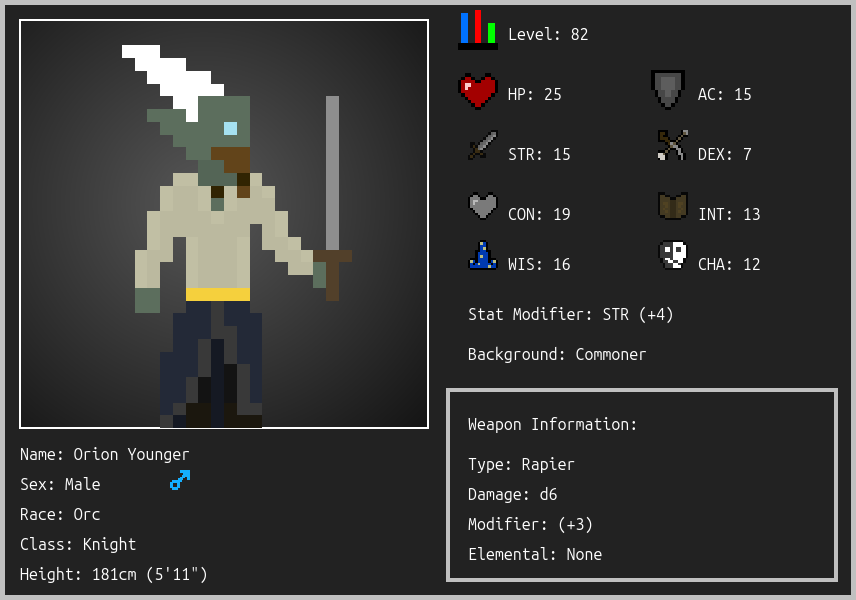 Level: 82
HP: 25
AC: 15
STR: 15
DEX: 7
CON: 19
INT: 13
WIS: 16
CHA: 12
Stat Modifier: STR (+4)
Background: Commoner
Weapon Information:
Type: Rapier
Damage: d6
Modifier: (+3)
Elemental: None
Name: Orion Younger
Sex: Male
Race: Orc
Class: Knight
Height: 181cm (5'11")